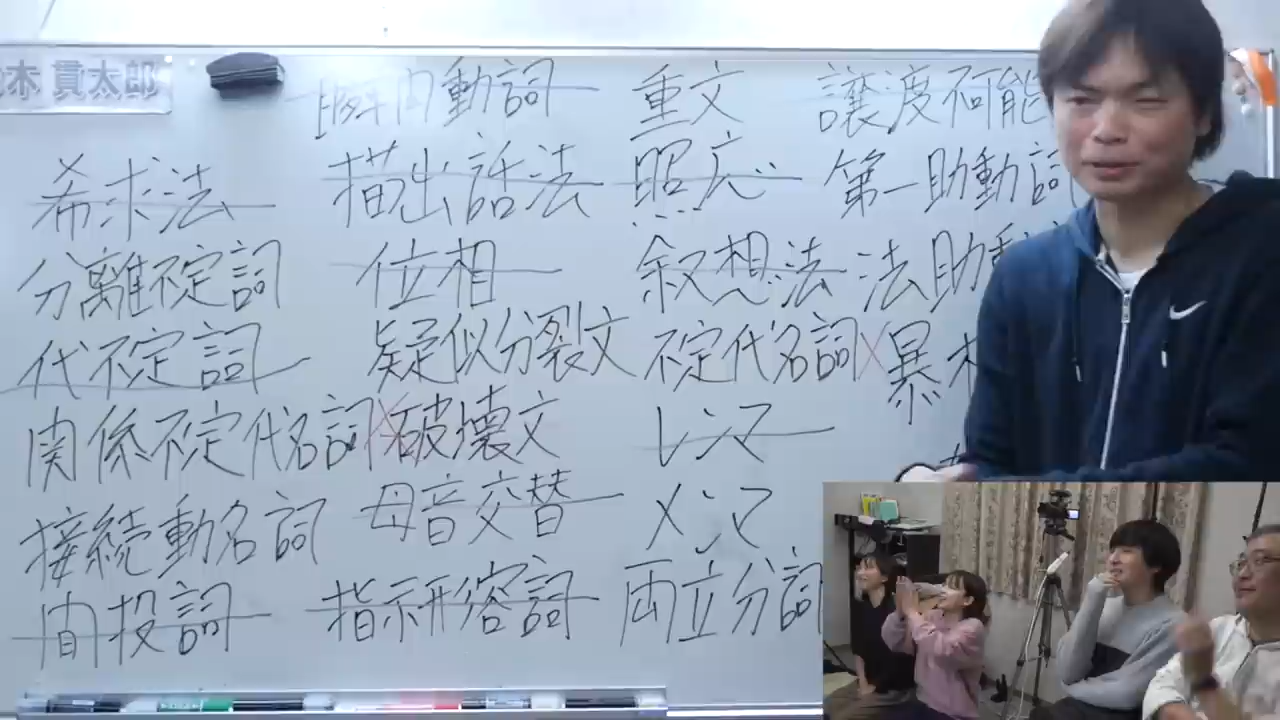 木 貫太郎
希求法
分離不定詞
代不定詞
関係不定代名詞
接続動名詞
間投詞
瞬間動詞
描出話法
位相
疑似分裂文
破壊文
母音交替
指示形容詞
重文
照応
叙想法
不定代名詞
レンマ
メンマ
両立分詞
譲渡可能
第一助動詞
法助動
暴